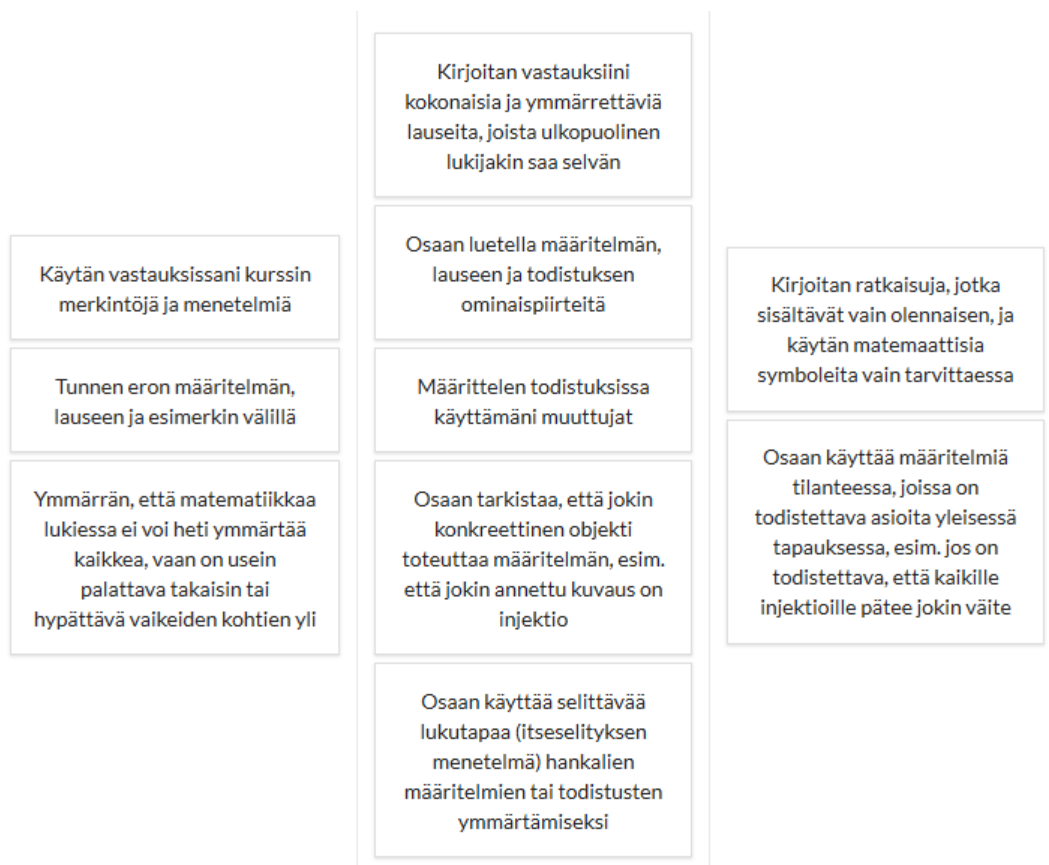 Käytän vastauksissani kurssin
merkintöjä ja menetelmiä
Tunnen eron määritelmän,
lauseen ja esimerkin välillä
Ymmärrän, että matematiikkaa
lukiessa ei voi heti ymmärtää
kaikkea, vaan on usein
palattava takaisin tai
hypättävä vaikeiden kohtien yli
Kirjoitan vastauksiini
kokonaisia ja ymmärrettäviä
lauseita, joista ulkopuolinen
lukijakin saa selvän
Osaan luetella määritelmän,
lauseen ja todistuksen
ominaispiirteitä
Määrittelen todistuksissa
käyttämäni muuttujat
Osaan tarkistaa, että jokin
konkreettinen objekti
toteuttaa määritelmän, esim.
että jokin annettu kuvaus on
injektio
Osaan käyttää selittävää
lukutapaa (itseselityksen
menetelmä) hankalien
määritelmien tai todistusten
ymmärtämiseksi
Kirjoitan ratkaisuja, jotka
sisältävät vain olennaisen, ja
käytän matemaattisia
symboleita vain tarvittaessa
Osaan käyttää määritelmiä
tilanteessa, joissa on
todistettava asioita yleisessä
tapauksessa, esim. jos on
todistettava, että kaikille
injektioille pätee jokin väite